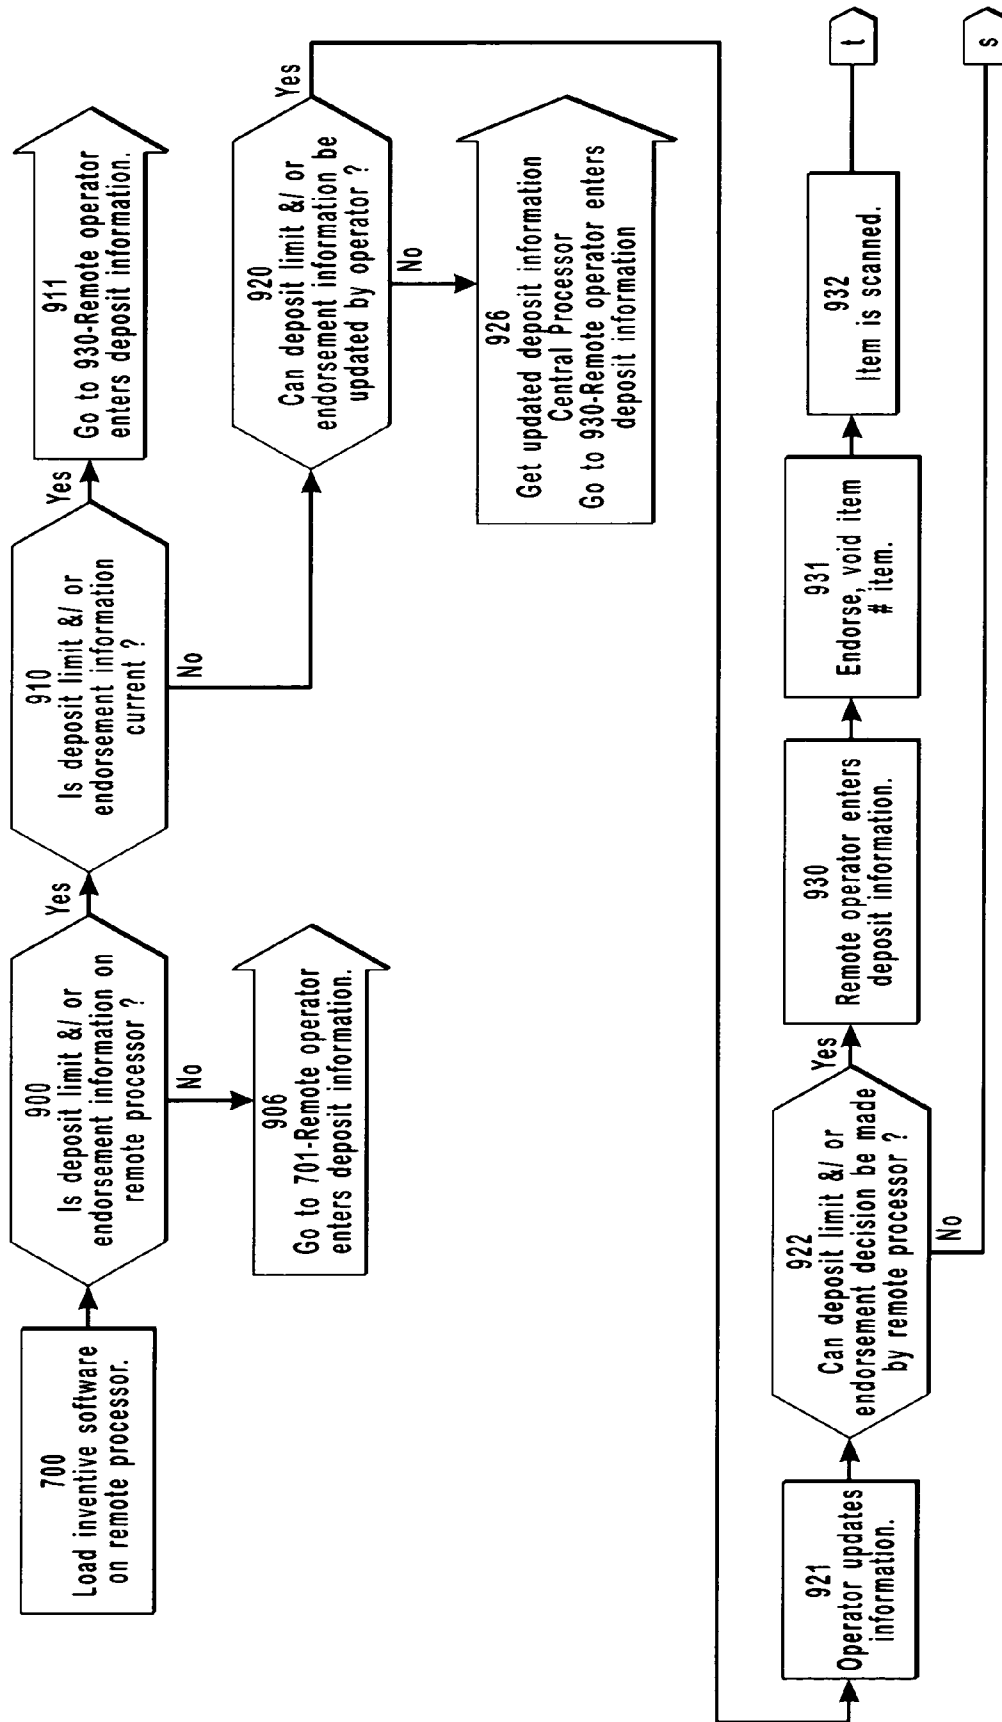 700
Load inventive software
on remote processor.
900
Is deposit limit &/ or
endorsement information on
remote processor ?
Yes
No
906
Go to 701-Remote operator
enters deposit information.
910
Is deposit limit &/ or
endorsement information
current ?
Yes
No
911
Go to 930-Remote operator
enters deposit information.
920
Can deposit limit &/ or
endorsement information be
updated by operator ?
Yes
No
926
Get updated deposit information
Central Processor
Go to 930-Remote operator enters
deposit information
921
Operator updates
information.
922
Can deposit limit &/ or
endorsement decision be made
by remote processor ?
Yes
No
930
Remote operator enters
deposit information.
931
Endorse, void item
# item.
932
Item is scanned.
t
s